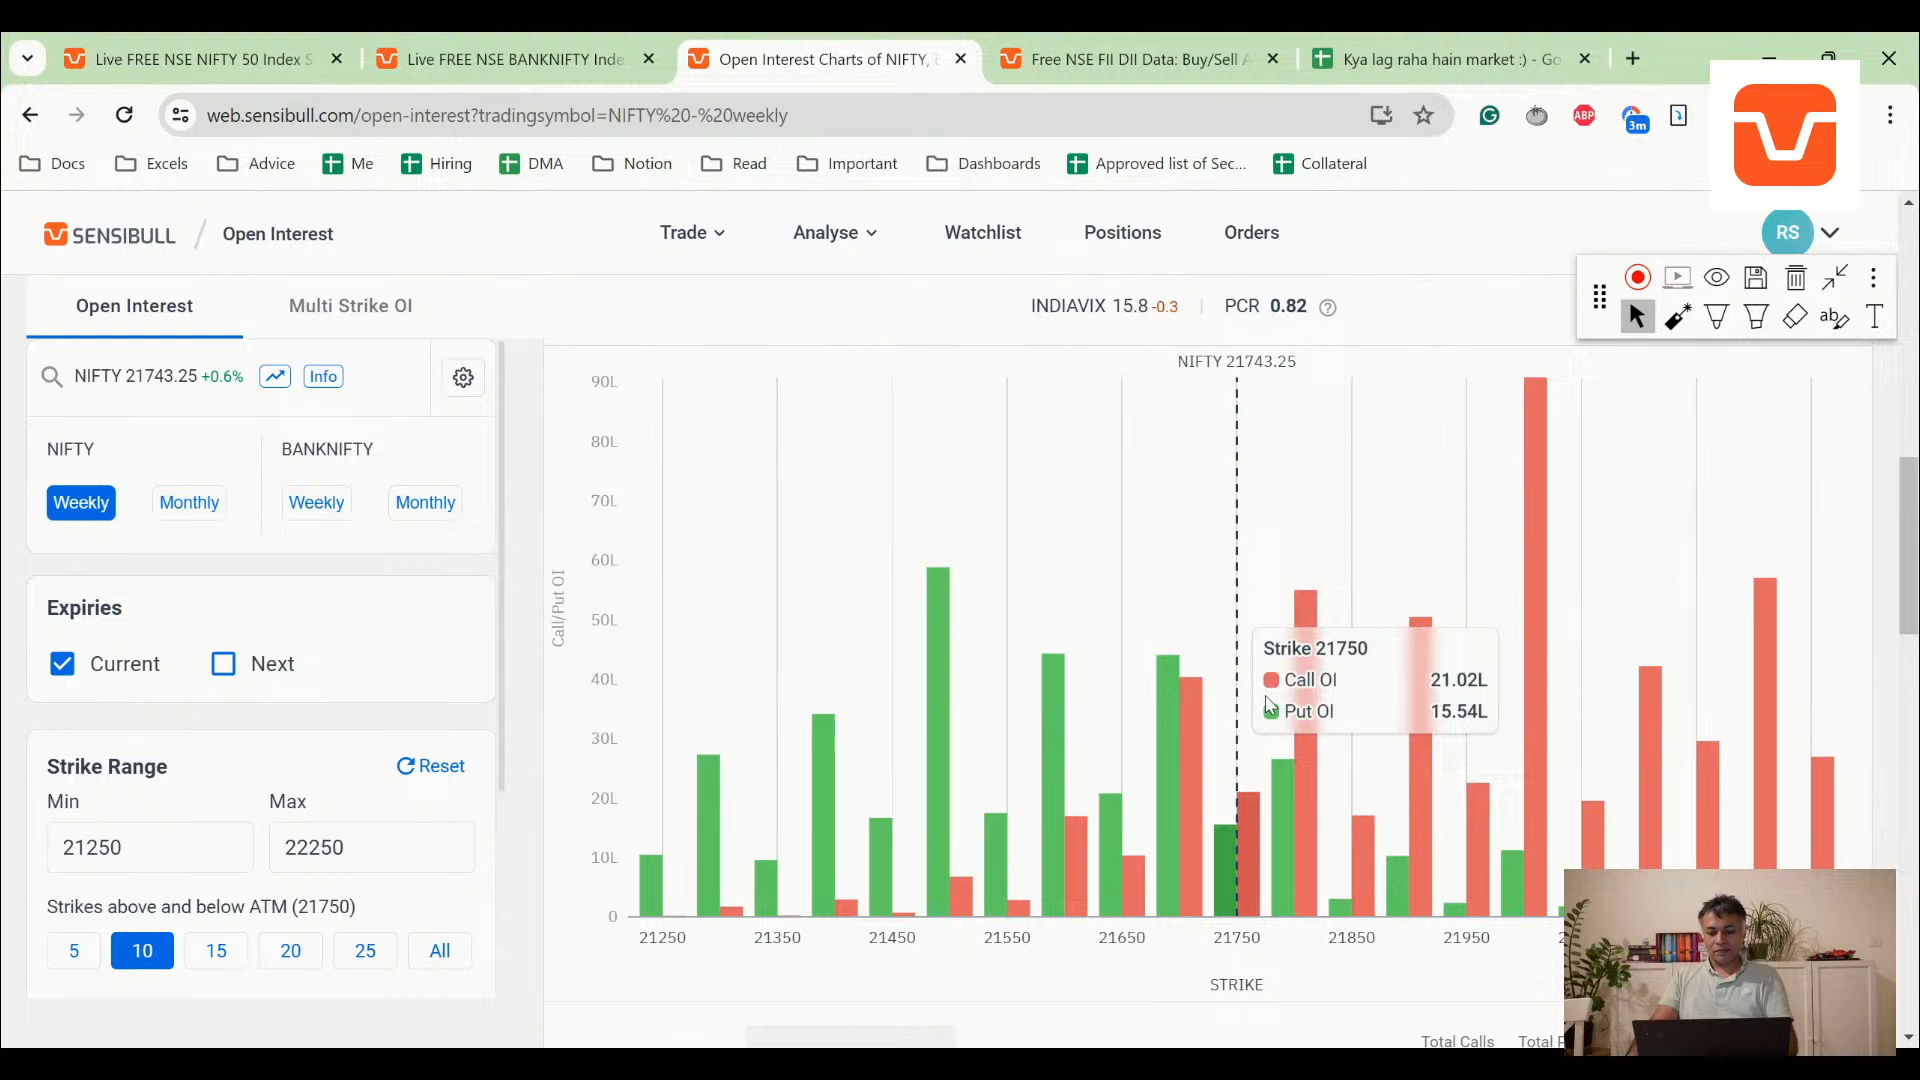 Live FREE NSE NIFTY 50 Index S
Live FREE NSE BANKNIFTY Inde
Open Interest Charts of NIFTY,
Free NSE FII DII Data: Buy/Sell A
Kya lag raha hain market :) - Go
web.sensibull.com/open-interest?tradingsymbol=NIFTY%20-%20weekly
ABP
3m
Docs
Excels
Advice
Me
Hiring
DMA
Notion
Read
Important
Dashboards
Approved list of Sec...
Collateral
SENSIBULL / Open Interest
Trade
Analyse
Watchlist
Positions
Orders
RS
Open Interest
Multi Strike OI
INDIAVIX 15.8 -0.3
PCR 0.82
ab
T
NIFTY 21743.25 +0.6%
Info
NIFTY
BANKNIFTY
Weekly
Monthly
Weekly
Monthly
Expiries
Current
Next
Strike Range
Reset
Min
Max
21250
22250
Strikes above and below ATM (21750)
5
10
15
20
25
All
NIFTY 21743.25
Call/Put OI
90L
80L
70L
60L
50L
40L
30L
20L
10L
0
Strike 21750
Call OI 21.02L
Put OI 15.54L
21250
21350
21450
21550
21650
21750
21850
21950
STRIKE
Total Calls
Total